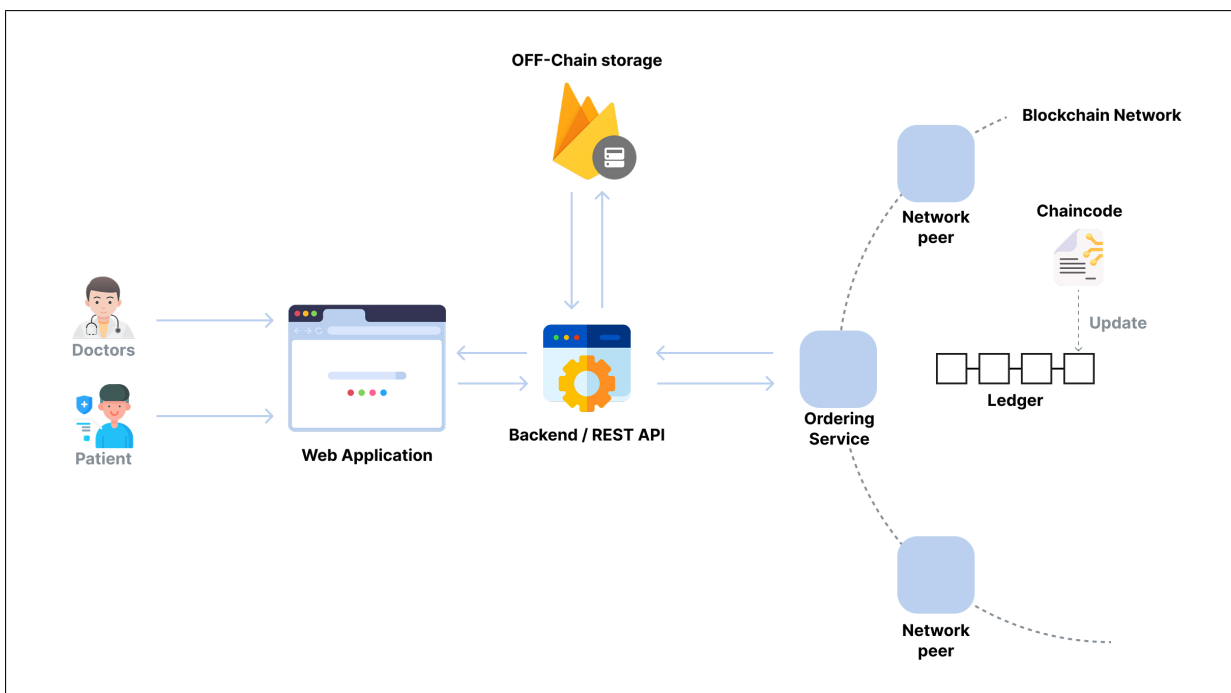 OFF-Chain storage
Blockchain Network
Network
peer
Chaincode
Update
Doctors
Patient
Web Application
Backend / REST API
Ordering
Service
Ledger
Network
peer